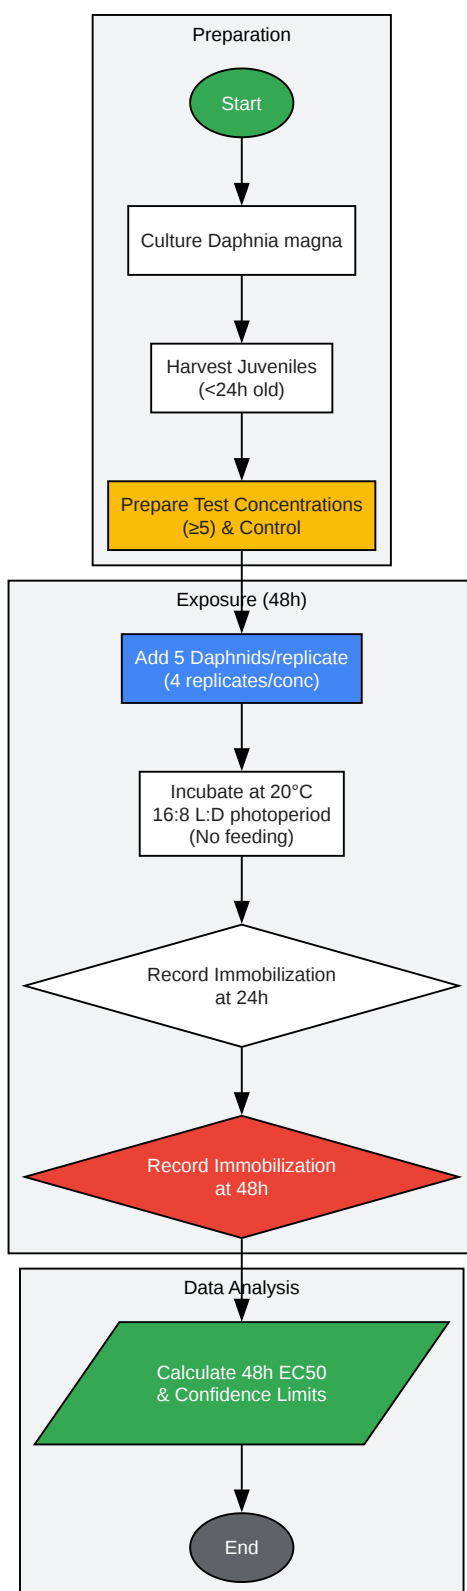 Preparation
Start
Culture Daphnia magna
Harvest Juveniles
(<24h old)
Prepare Test Concentrations
(≥5) & Control
Exposure (48h)
Add 5 Daphnids/replicate
(4 replicates/conc)
Incubate at 20°C
16:8 L:D photoperiod
(No feeding)
Record Immobilization
at 24h
Record Immobilization
at 48h
Data Analysis
Calculate 48h EC50
& Confidence Limits
End